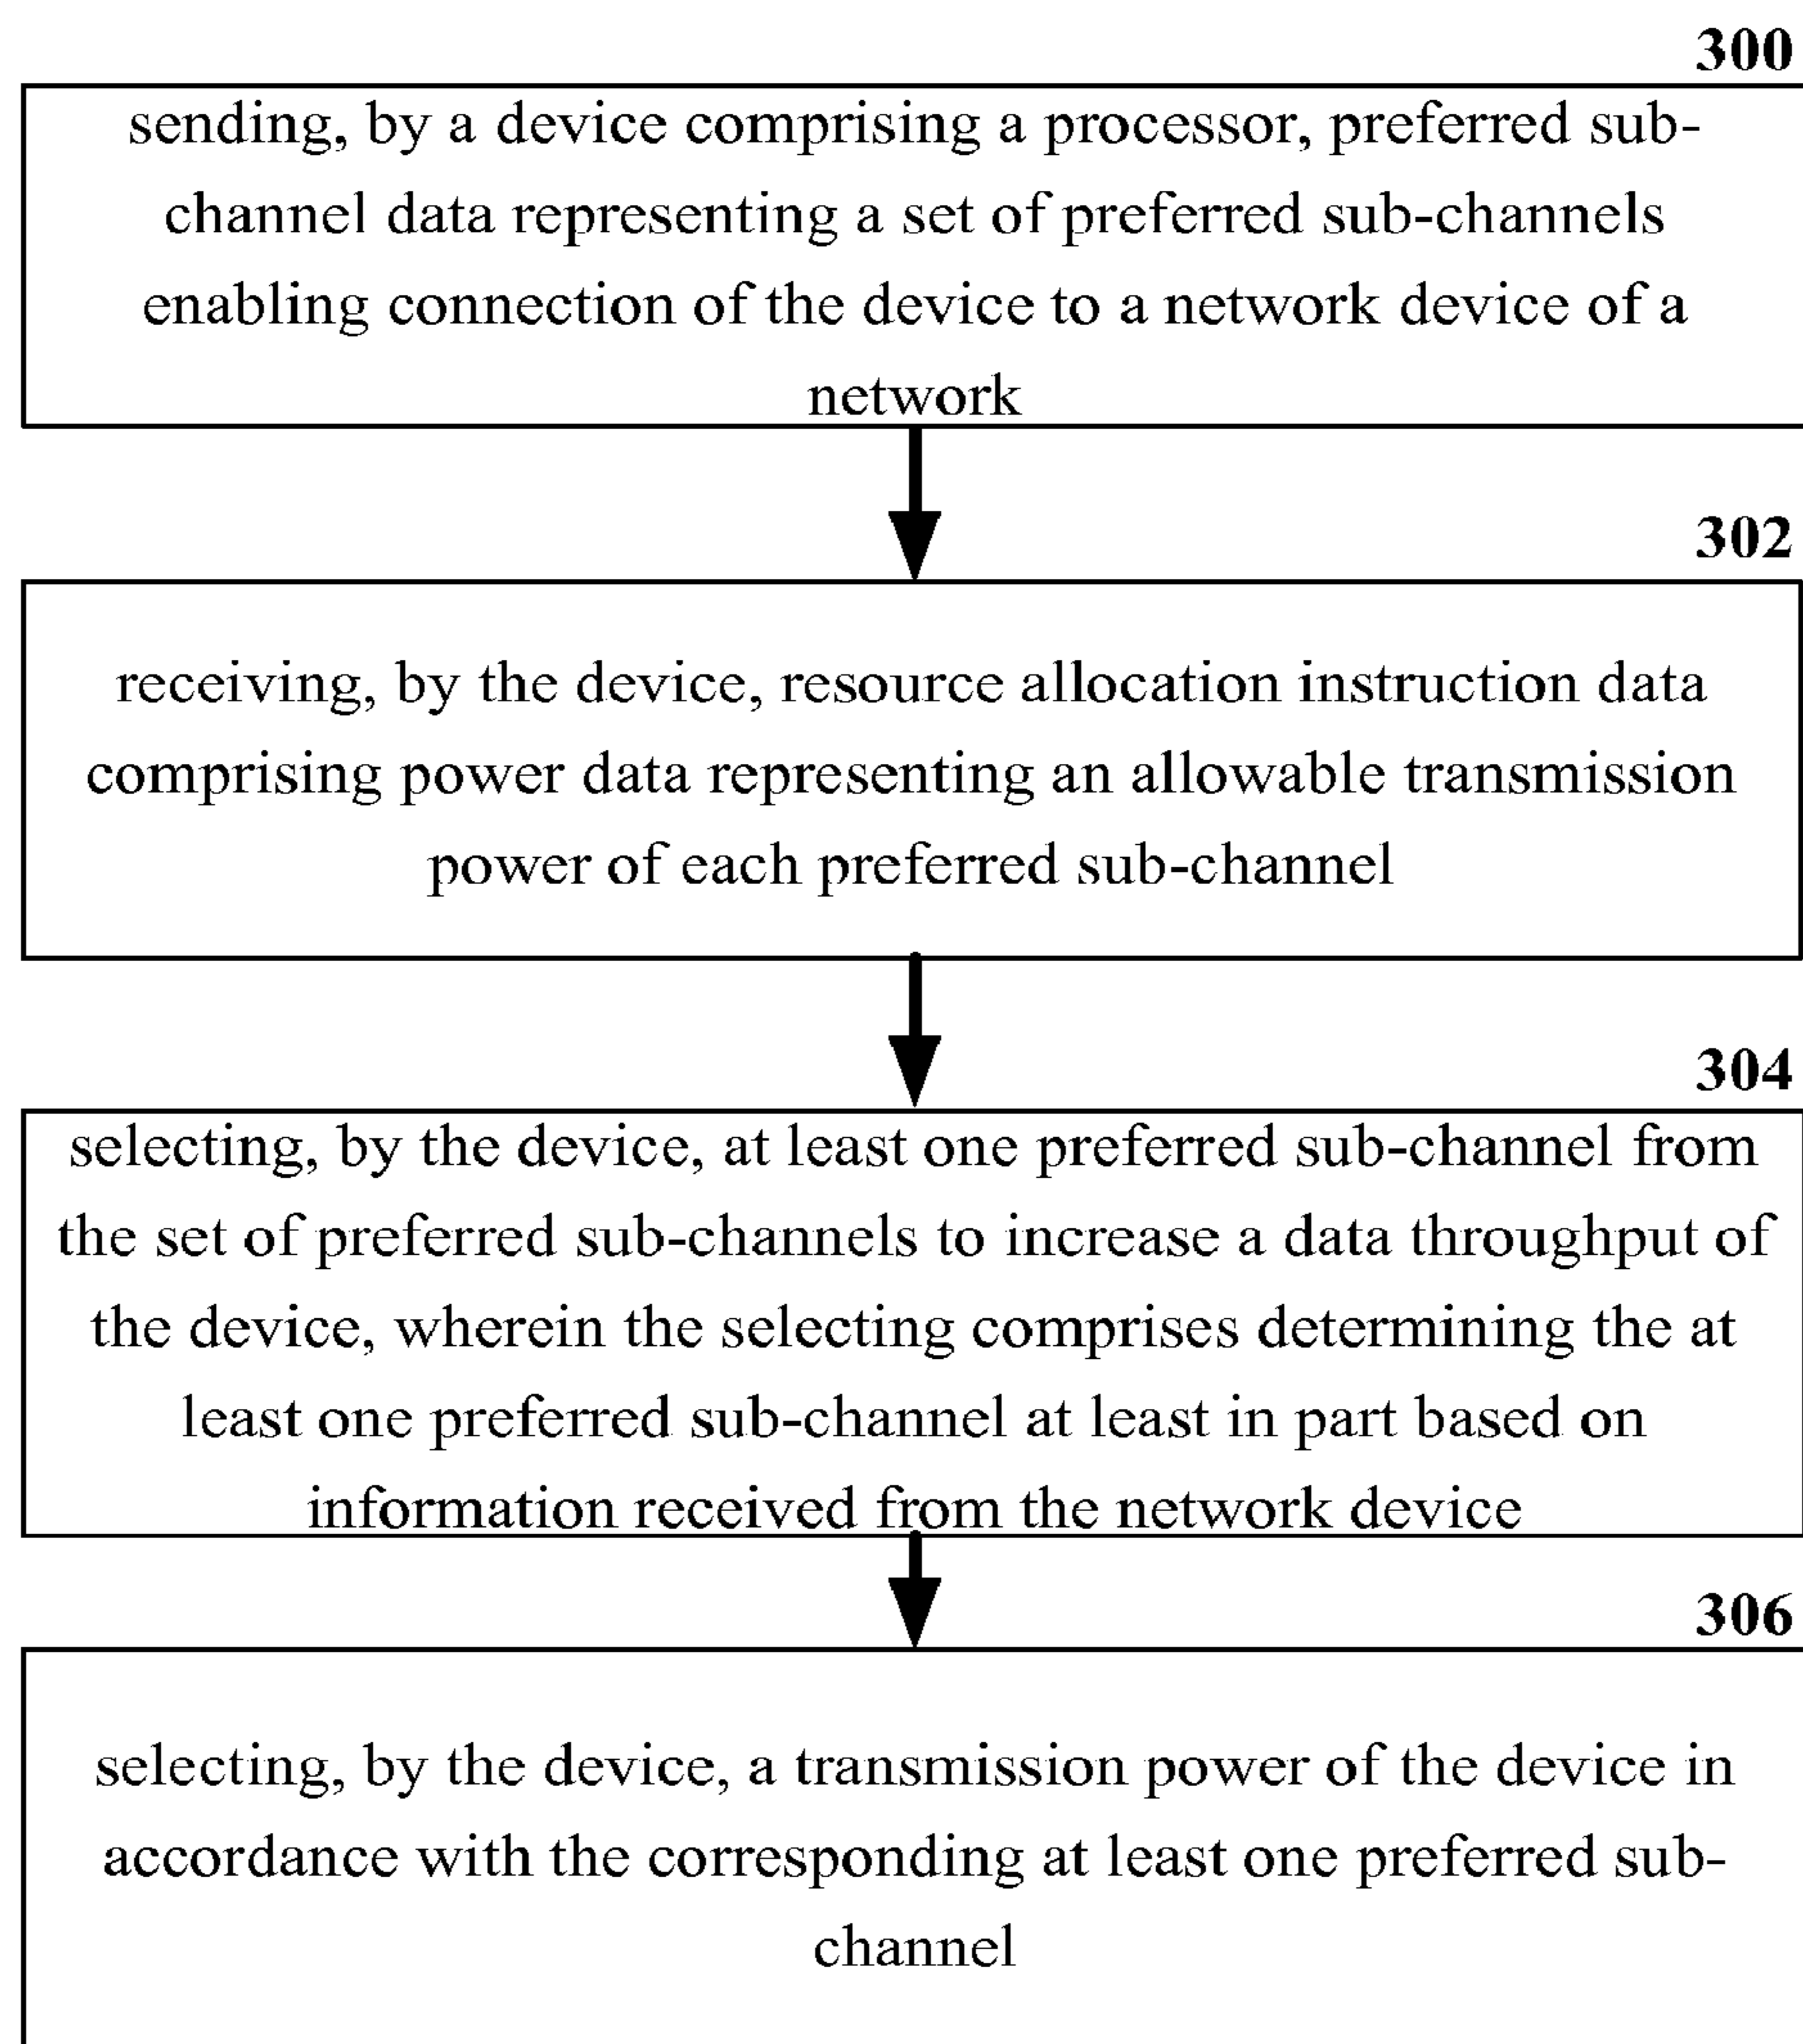 300
sending, by a device comprising a processor, preferred sub-
channel data representing a set of preferred sub-channels
enabling connection of the device to a network device of a
network
302
receiving, by the device, resource allocation instruction data
comprising power data representing an allowable transmission
power of each preferred sub-channel
304
selecting, by the device, at least one preferred sub-channel from
the set of preferred sub-channels to increase a data throughput of
the device, wherein the selecting comprises determining the at
least one preferred sub-channel at least in part based on
information received from the network device
306
selecting, by the device, a transmission power of the device in
accordance with the corresponding at least one preferred sub-
channel